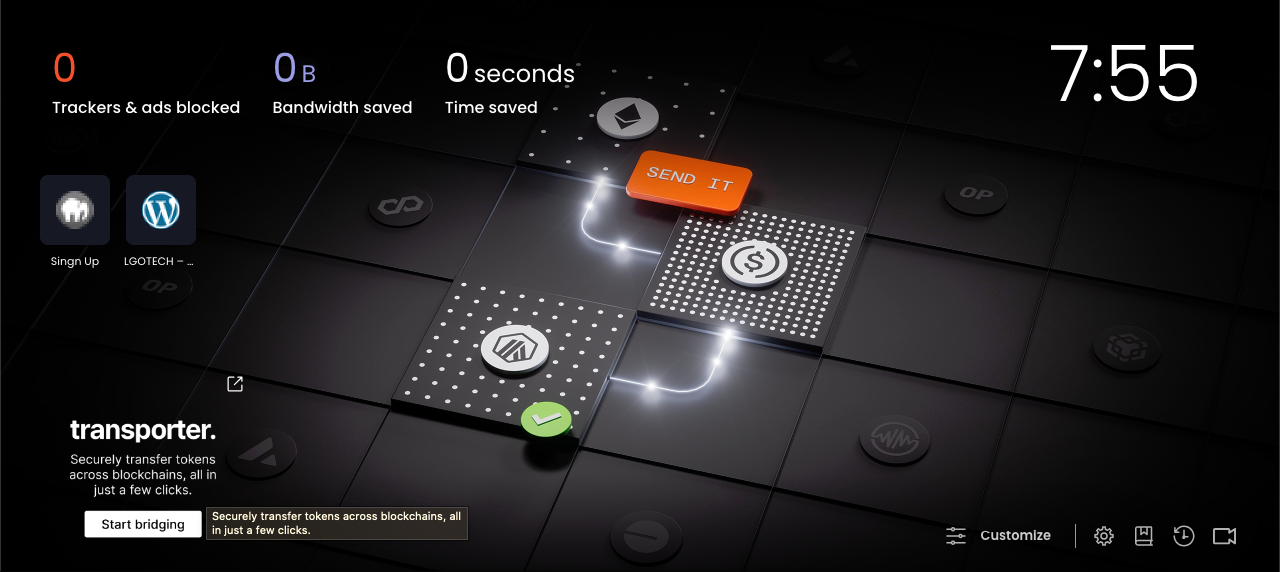 0
Trackers & ads blocked
0 B
Bandwidth saved
0 seconds
Time saved
7:55
SEND IT
OP
Singn Up
LGOTECH – ...
OP
transporter.
Securely transfer tokens
across blockchains, all in
just a few clicks.
Start bridging
Securely transfer tokens across blockchains, all
in just a few clicks.
Customize